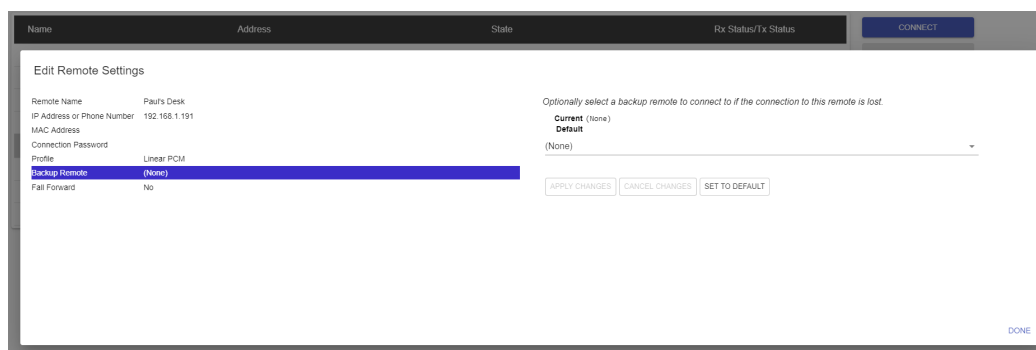 Name Address State Rx Status/Tx Status CONNECT
Edit Remote Settings
Remote Name Paul's Desk
IP Address or Phone Number 192.168.1.191
MAC Address
Connection Password
Profile Linear PCM
Backup Remote (None)
Fall Forward No
Optionally select a backup remote to connect to if the connection to this remote is lost.
Current (None)
Default
(None)
APPLY CHANGES CANCEL CHANGES SET TO DEFAULT
DONE